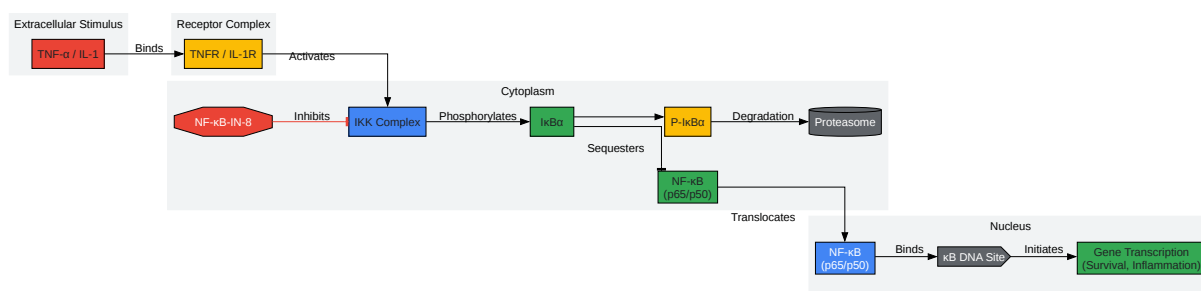 Extracellular Stimulus
Receptor Complex
TNF-α / IL-1
Binds
TNFR / IL-1R
Activates
Cytoplasm
NF-κB-IN-8
Inhibits
IKK Complex
Phosphorylates
IκBα
P-IκBα
Degradation
Proteasome
Sequesters
NF-κB
(p65/p50)
Translocates
Nucleus
NF-κB
(p65/p50)
Binds
κB DNA Site
Initiates
Gene Transcription
(Survival, Inflammation)